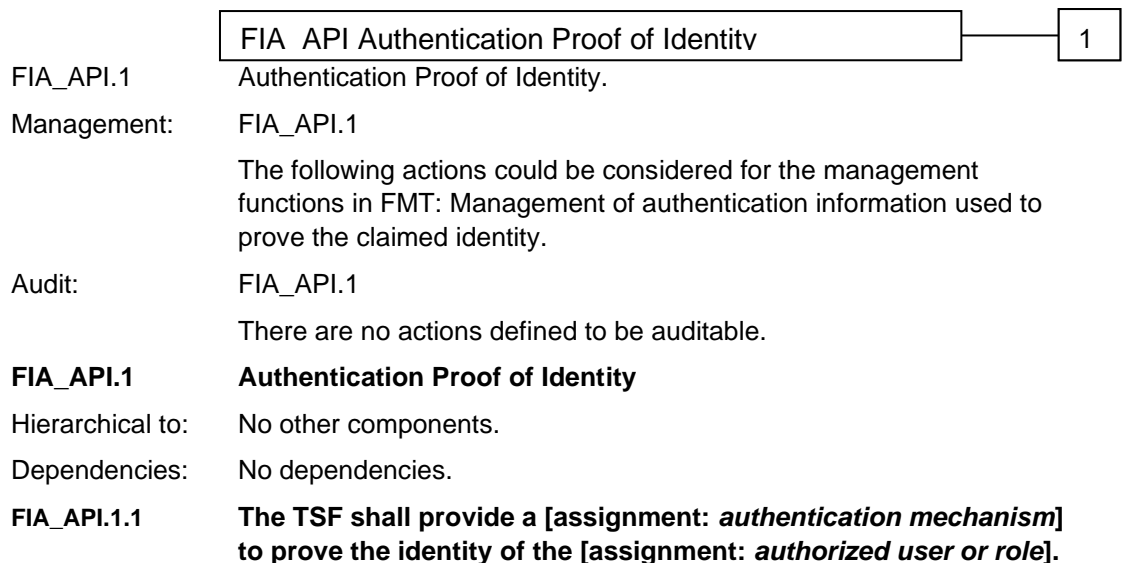 FIA_API Authentication Proof of Identity 1
FIA_API.1 Authentication Proof of Identity.
Management: FIA_API.1
The following actions could be considered for the management
functions in FMT: Management of authentication information used to
prove the claimed identity.
Audit: FIA_API.1
There are no actions defined to be auditable.
FIA_API.1 Authentication Proof of Identity
Hierarchical to: No other components.
Dependencies: No dependencies.
FIA_API.1.1 The TSF shall provide a [assignment: authentication mechanism]
to prove the identity of the [assignment: authorized user or role].